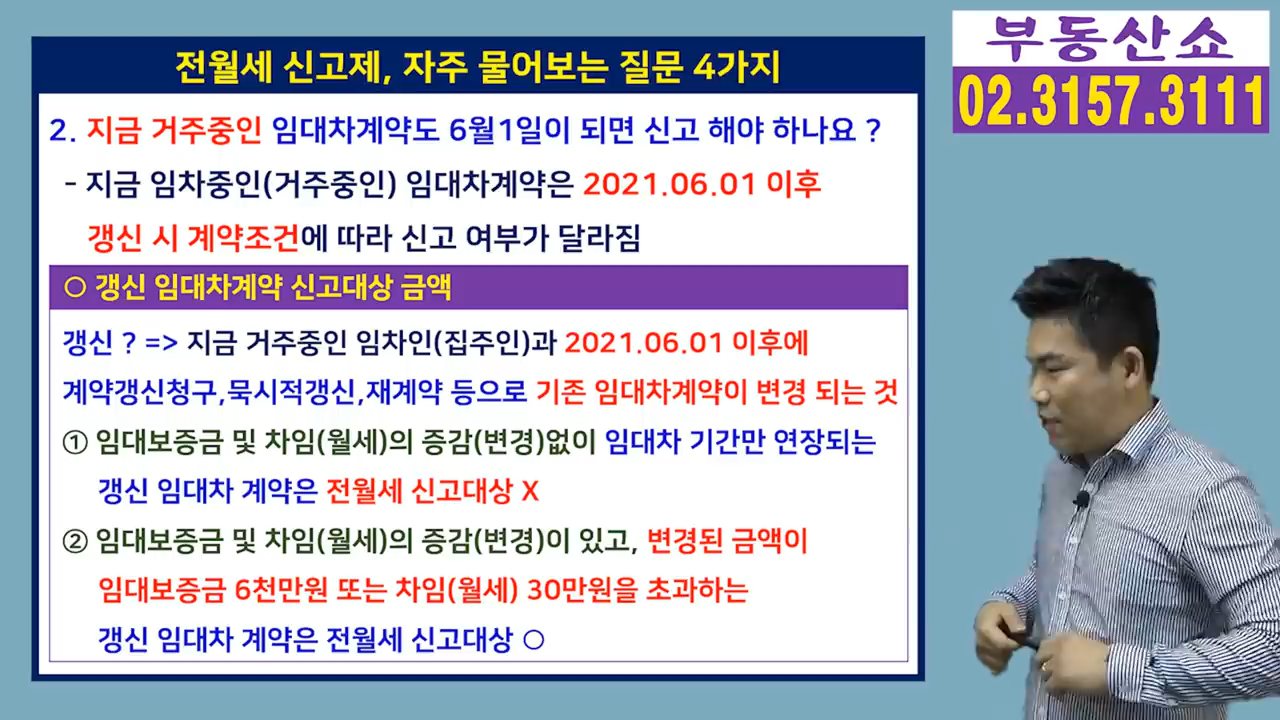 전월세 신고제, 자주 물어보는 질문 4가지
부동산쇼
02.3157.3111
2. 지금 거주중인 임대차계약도 6월1일이 되면 신고 해야 하나요 ?
- 지금 임차중인(거주중인) 임대차계약은 2021.06.01 이후
갱신 시 계약조건에 따라 신고 여부가 달라짐
○ 갱신 임대차계약 신고대상 금액
갱신 ? => 지금 거주중인 임차인(집주인)과 2021.06.01 이후에
계약갱신청구,묵시적갱신,재계약 등으로 기존 임대차계약이 변경 되는 것
① 임대보증금 및 차임(월세)의 증감(변경)없이 임대차 기간만 연장되는
갱신 임대차 계약은 전월세 신고대상 X
② 임대보증금 및 차임(월세)의 증감(변경)이 있고, 변경된 금액이
임대보증금 6천만원 또는 차임(월세) 30만원을 초과하는
갱신 임대차 계약은 전월세 신고대상 ○